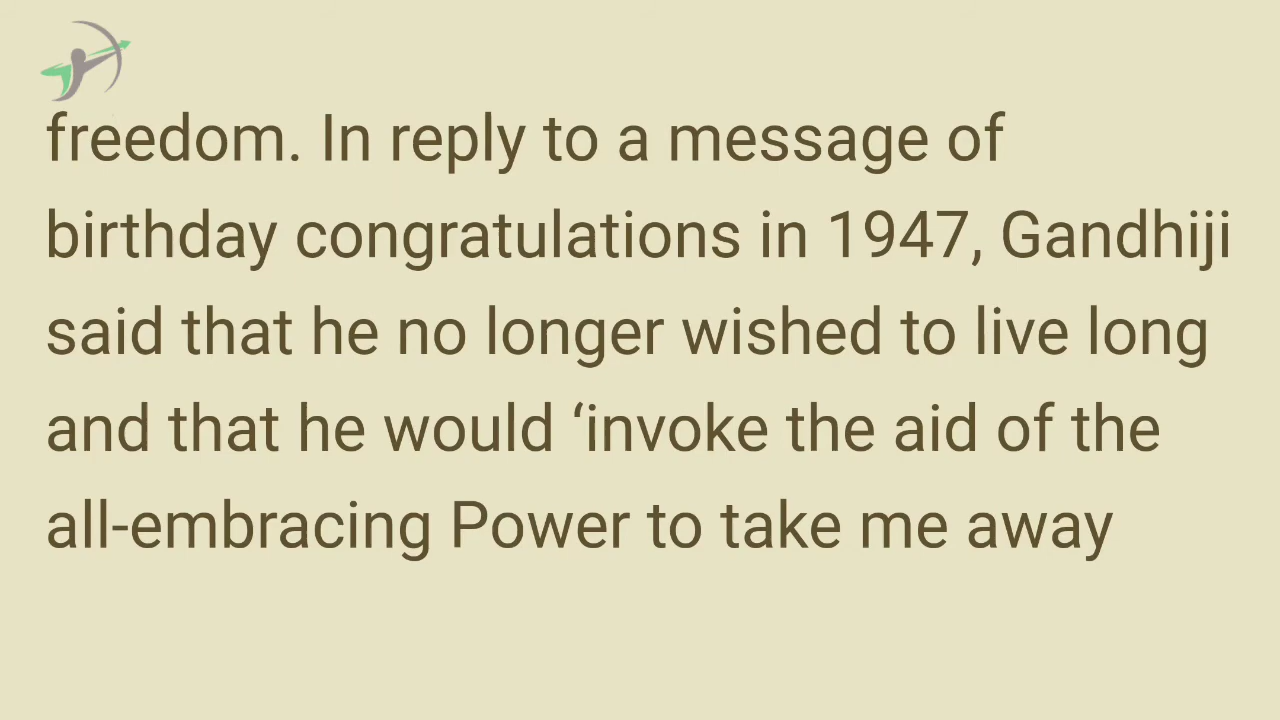 freedom. In reply to a message of
birthday congratulations in 1947, Gandhiji
said that he no longer wished to live long
and that he would ‘invoke the aid of the
all-embracing Power to take me away